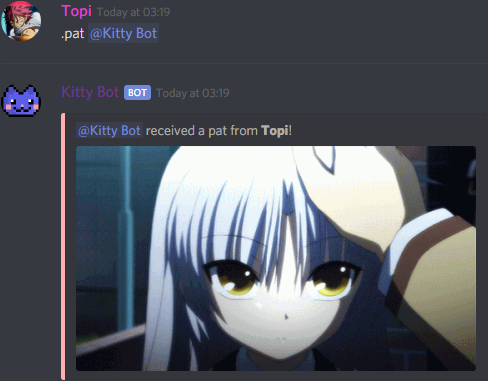 Topi Today at 03:19
.pat @Kitty Bot
Kitty Bot BOT Today at 03:19
@Kitty Bot received a pat from Topi!